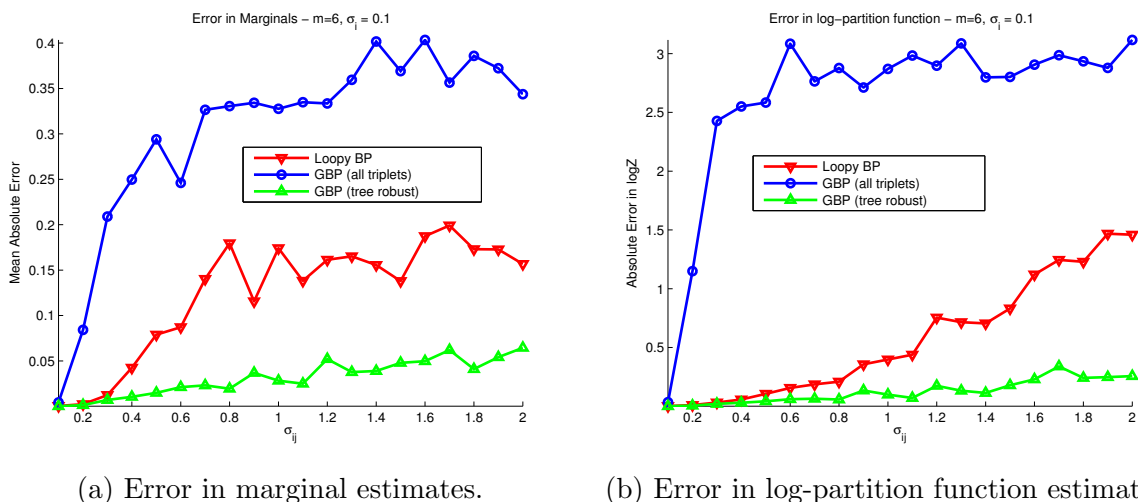 Error in Marginals − m=6, σi = 0.1
0.4
0.35
0.3
0.25
0.2
0.15
0.1
0.05
Mean Absolute Error
Loopy BP
GBP (all triplets)
GBP (tree robust)
0.2 0.4 0.6 0.8 1 1.2 1.4 1.6 1.8 2
σij
(a) Error in marginal estimates.
Error in log−partition function − m=6, σi = 0.1
3
2.5
2
1.5
1
0.5
Absolute Error in logZ
Loopy BP
GBP (all triplets)
GBP (tree robust)
0.2 0.4 0.6 0.8 1 1.2 1.4 1.6 1.8 2
σij
(b) Error in log-partition function estimat